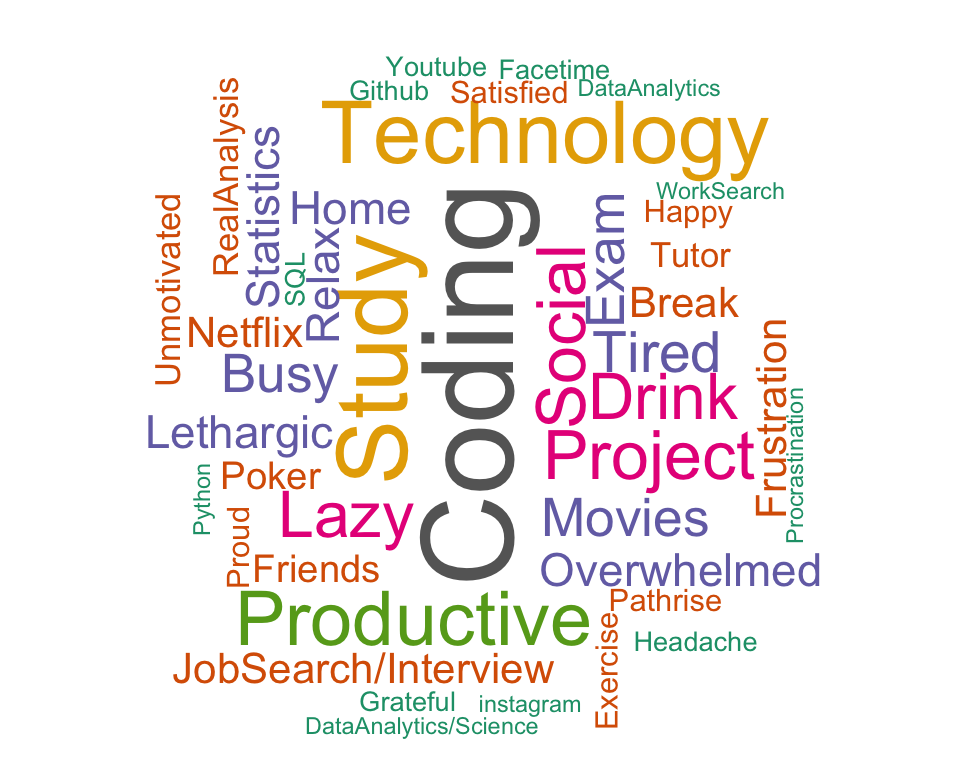 Youtube
Facetime
Github
Satisfied
DataAnalytics
Technology
RealAnalysis
Statistics
Unmotivated
Home
SQL
Relax
Study
Coding
Social
Exam
WorkSearch
Happy
Tutor
Break
Netflix
Busy
Tired
Drink
Lethargic
Project
Frustration
Procrastination
Python
Poker
Lazy
Movies
Proud
Friends
Overwhelmed
Productive
Pathrise
Exercise
Headache
JobSearch/Interview
Grateful
instagram
DataAnalytics/Science